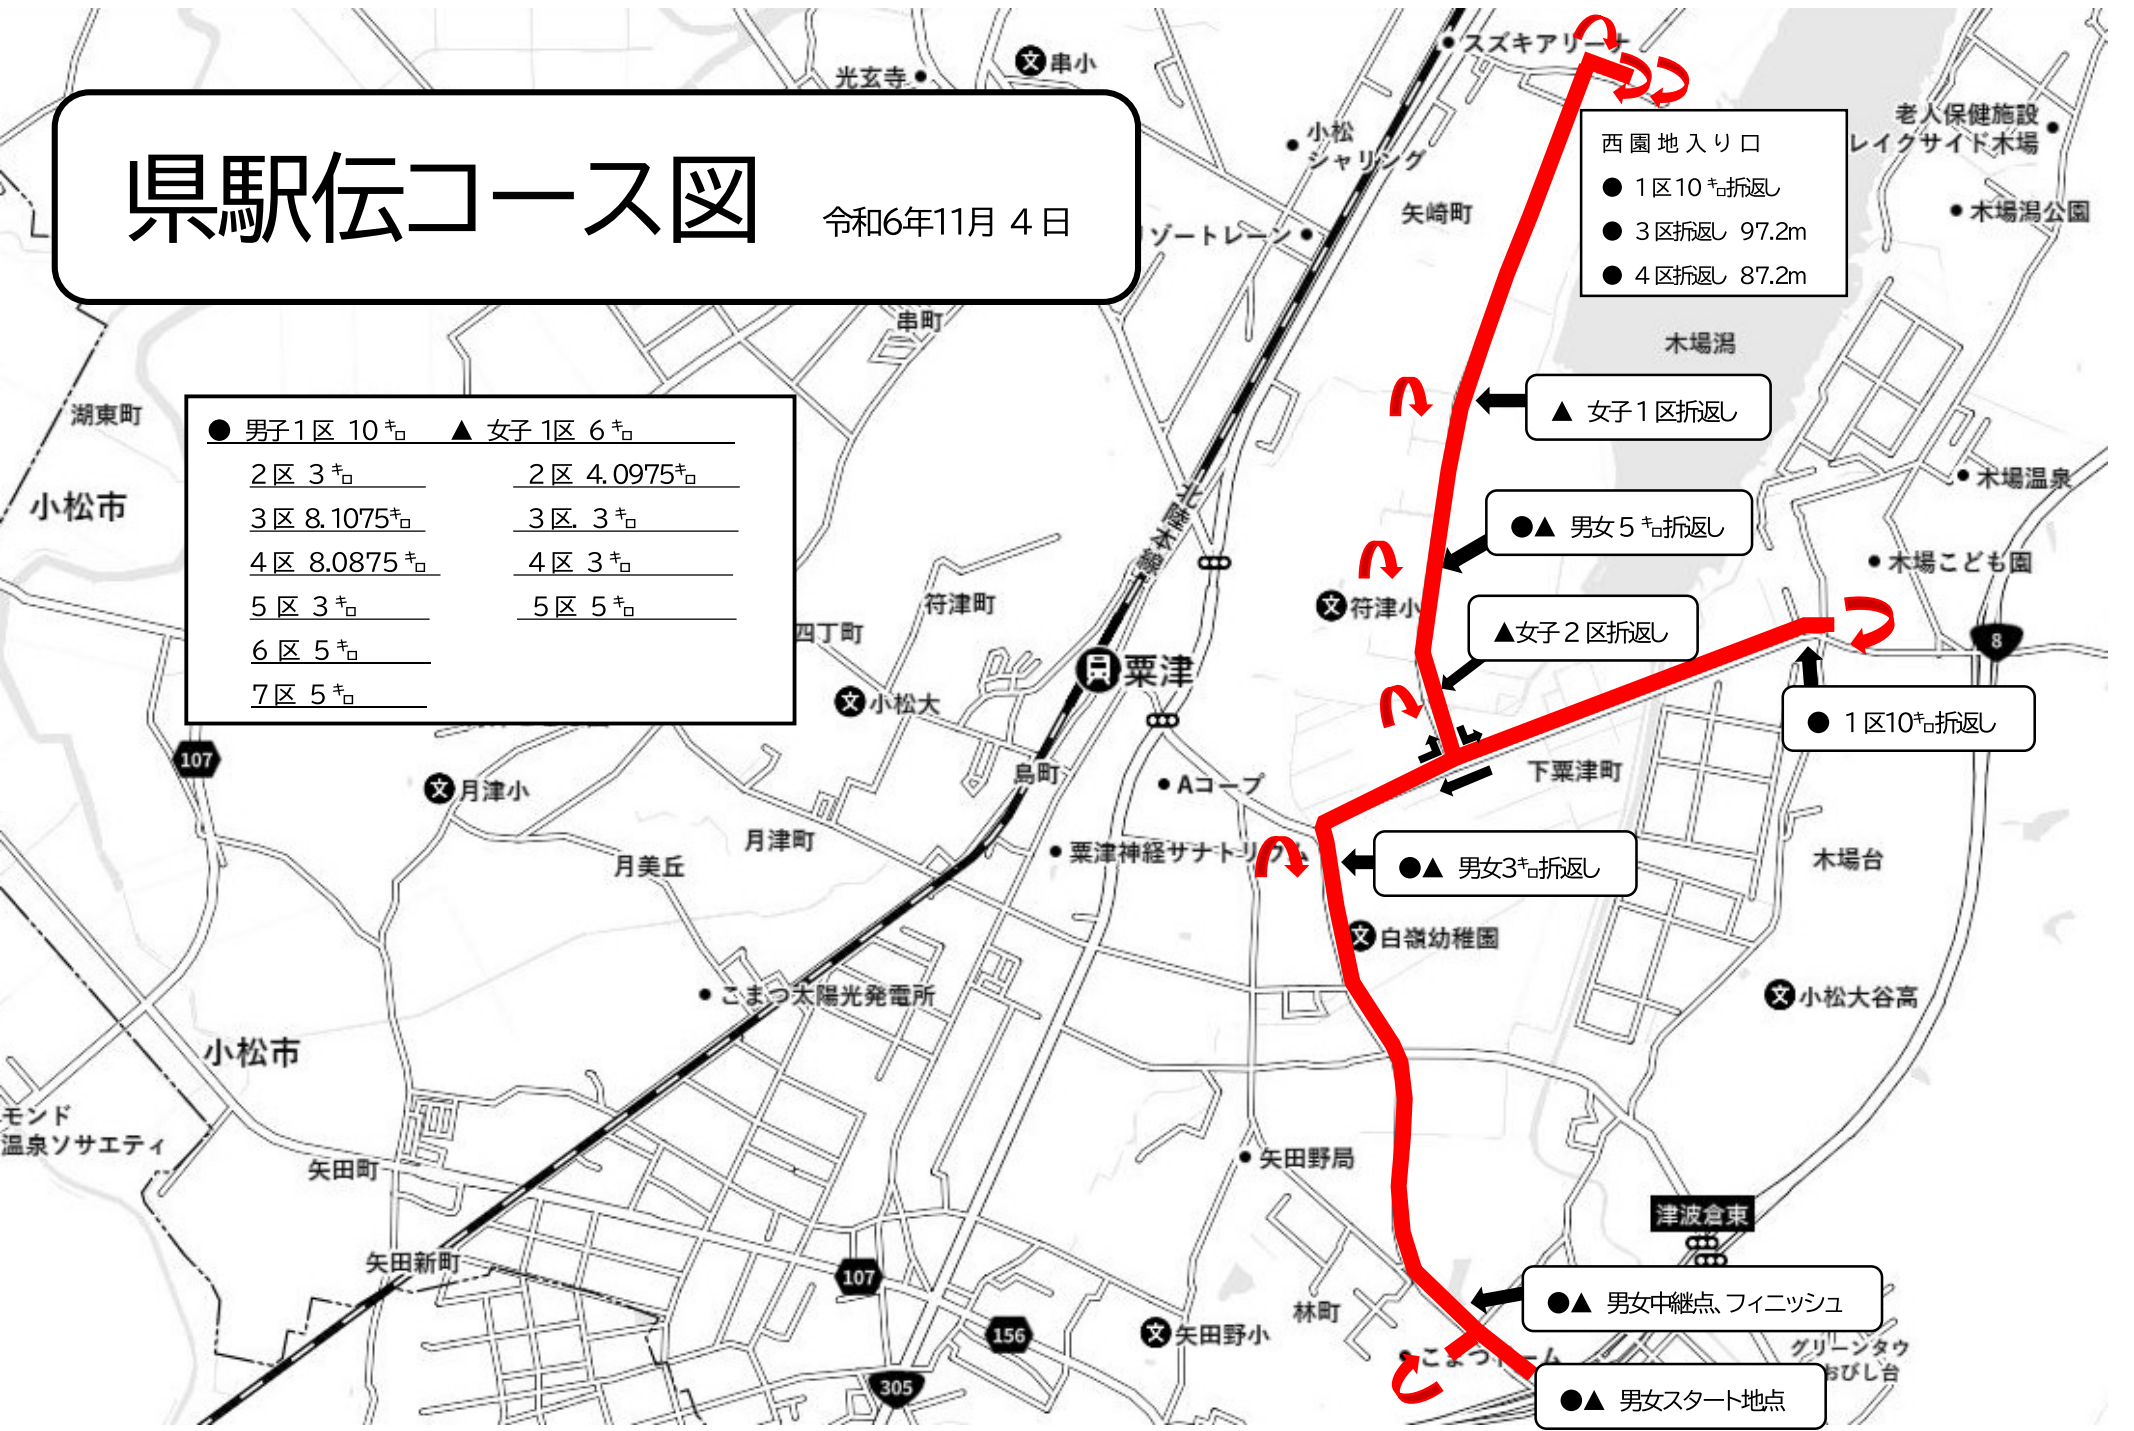 スズキアリーナ
串小
光玄寺
県駅伝コース図 令和6年11月 4 日
小松
シャリング
老人保健施設
レイクサイド木場
西園地入り口
● 1区10㌔折返し
● 3区折返し 97.2m
● 4区折返し 87.2m
矢崎町
木場潟公園
ゾートレーン
串町
木場潟
湖東町
▲ 女子1区折返し
● 男子1区 10㌔ ▲ 女子 1区 6㌔
2区 3㌔ 2区 4.0975㌔
3区 8.1075㌔ 3区. 3㌔
4区 8.0875㌔ 4区 3㌔
5区 3㌔ 5区 5㌔
6区 5㌔
7区 5㌔
小松市
木場温泉
北陸本線
●▲ 男女5㌔折返し
木場こども園
符津町
符津小
四丁町
▲女子2区折返し
8
粟津
小松大
● 1区10㌔折返し
107
島町
下粟津町
月津小
Aコープ
月津町
粟津神経サナトリウム
●▲ 男女3㌔折返し
木場台
月美丘
白嶺幼稚園
こまつ太陽光発電所
小松大谷高
小松市
モンド
温泉ソサエティ
矢田町
矢田野局
津波倉東
矢田新町
107
●▲ 男女中継点、フィニッシュ
林町
156
矢田野小
こまつドーム
グリーンタウ
おびし台
305
●▲ 男女スタート地点